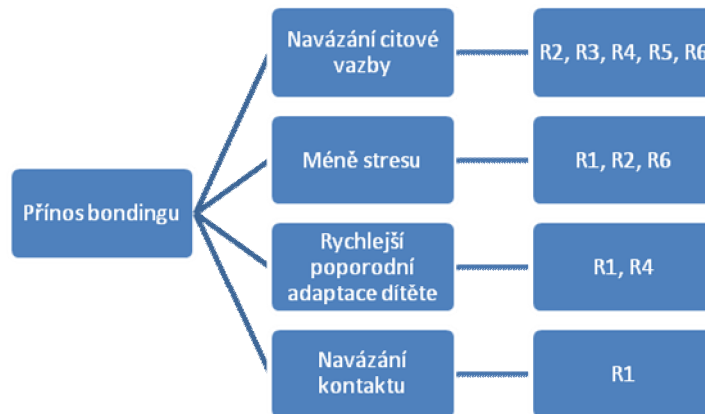 Přínos bondingu
Navázání citové
vazby
R2, R3, R4, R5, R6
Méně stresu
R1, R2, R6
Rychlejší
poporodní
adaptace dítěte
R1, R4
Navázání
kontaktu
R1